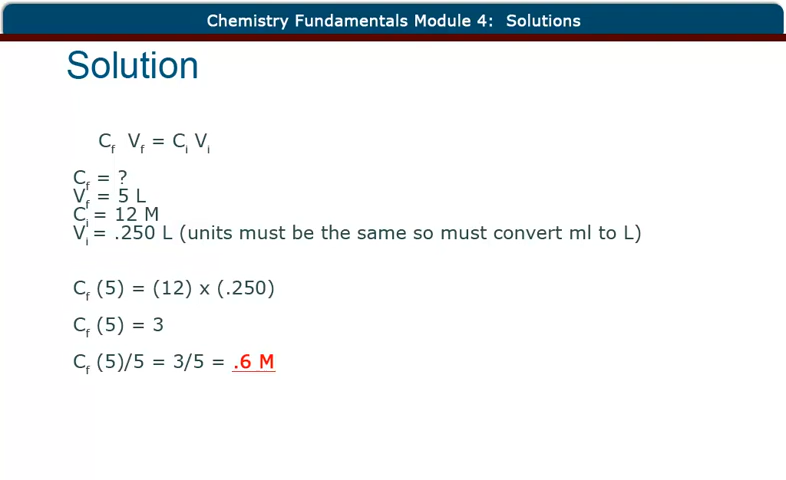 Chemistry Fundamentals Module 4: Solutions
Solution
Cf Vf = Ci Vi
Cf = ?
Vf = 5 L
Ci = 12 M
Vi = .250 L (units must be the same so must convert ml to L)
Cf (5) = (12) x (.250)
Cf (5) = 3
Cf (5)/5 = 3/5 = .6 M